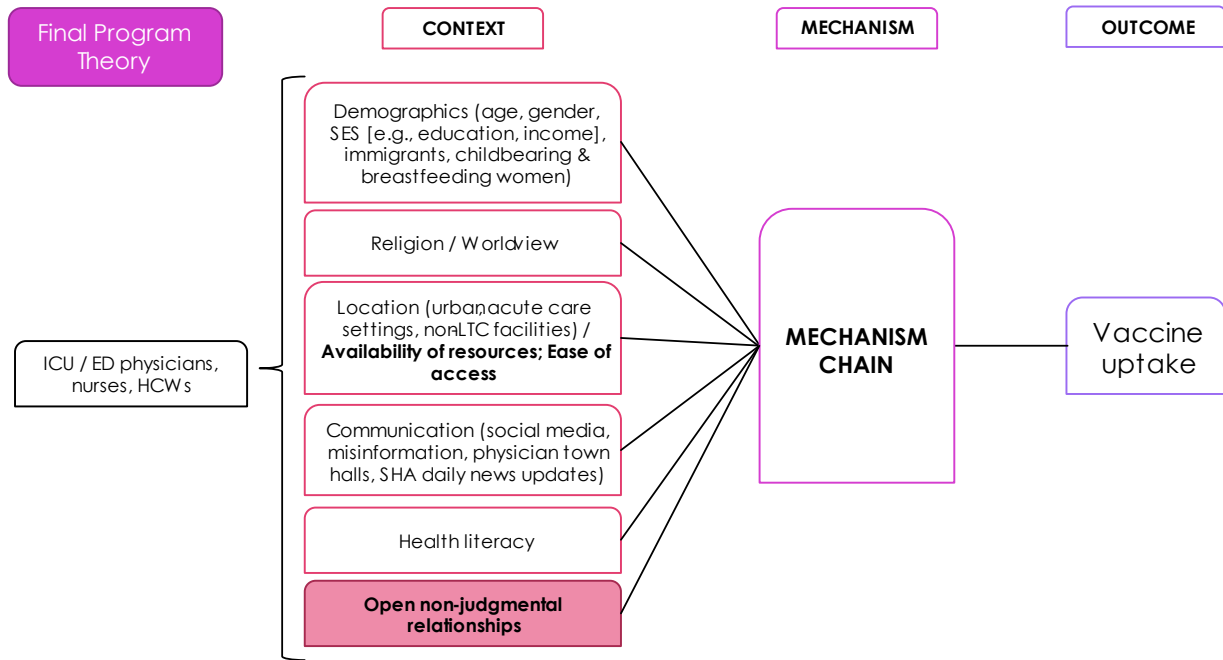 Final Program
Theory
CONTEXT
MECHANISM
OUTCOME
Demographics (age, gender,
SES [e.g., education, income],
immigrants, childbearing &
breastfeeding women)
Religion / Worldview
Location (urban,acute care
settings, non-LTC facilities) /
Availability of resources; Ease of
access
Communication (social media,
misinformation, physician town
halls, SHA daily news updates)
Health literacy
Open non-judgmental
relationships
ICU / ED physicians,
nurses, HCWs
MECHANISM
CHAIN
Vaccine
uptake